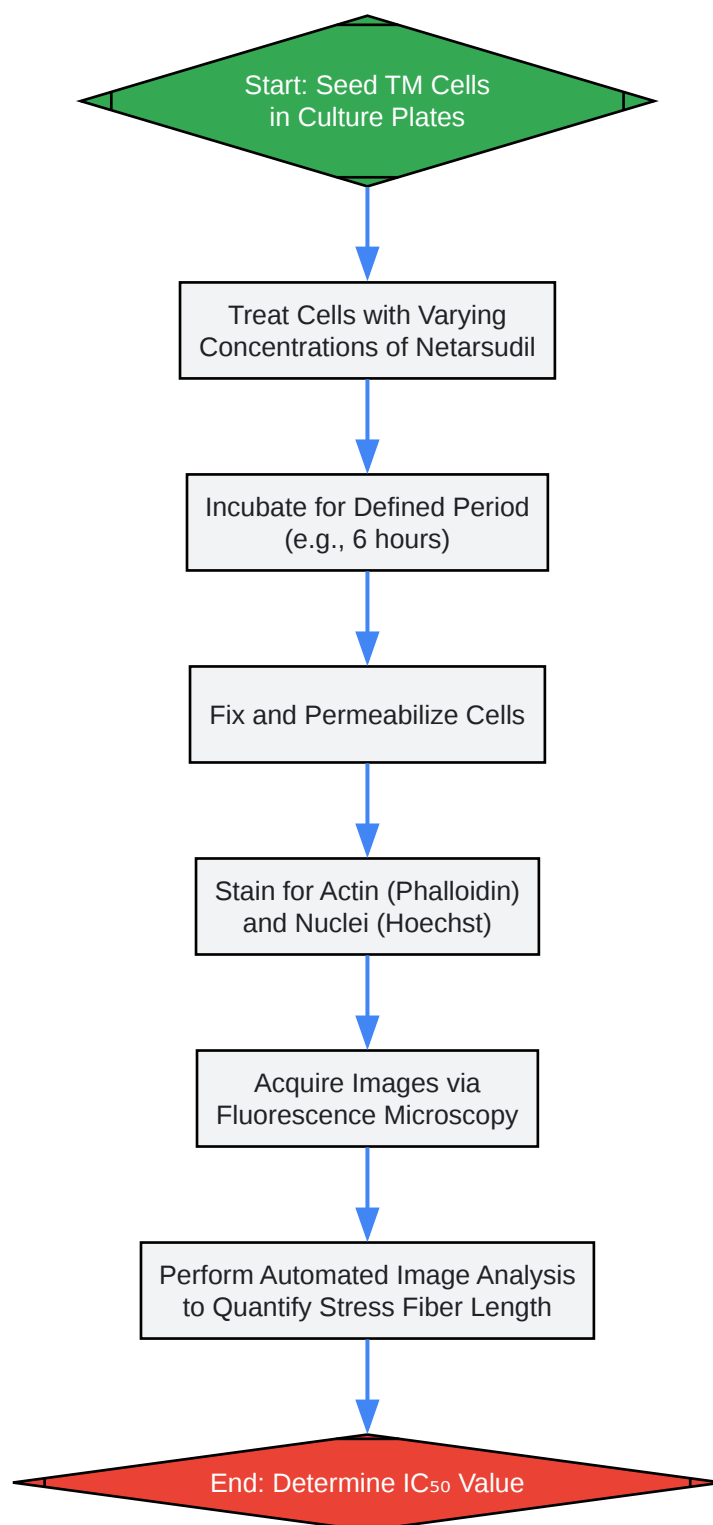 Start: Seed TM Cells
in Culture Plates
Treat Cells with Varying
Concentrations of Netarsudil
Incubate for Defined Period
(e.g., 6 hours)
Fix and Permeabilize Cells
Stain for Actin (Phalloidin)
and Nuclei (Hoechst)
Acquire Images via
Fluorescence Microscopy
Perform Automated Image Analysis
to Quantify Stress Fiber Length
End: Determine IC₅₀ Value